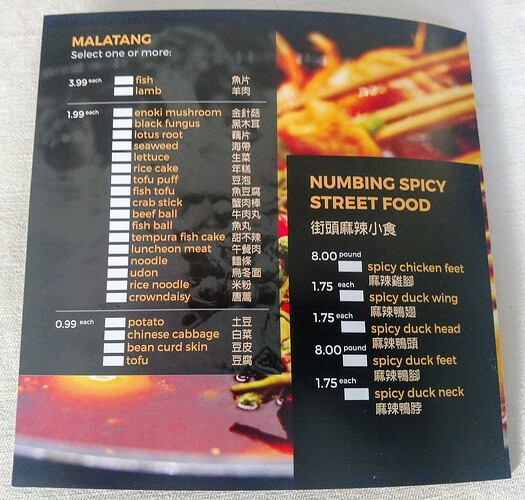 MALATANG
Select one or more:
3.99 each fish 魚片
lamb 羊肉
1.99 each enoki mushroom 金針菇
black fungus 黑木耳
lotus root 藕片
seaweed 海帶
lettuce 生菜
rice cake 年糕
tofu puff 豆泡
fish tofu 魚豆腐
crab stick 蟹肉棒
beef ball 牛肉丸
fish ball 魚丸
tempura fish cake 甜不辣
luncheon meat 午餐肉
noodle 麵條
udon 烏冬面
rice noodle 米粉
crowndaisy 唐蒿
0.99 each potato 土豆
chinese cabbage 白菜
bean curd skin 豆皮
tofu 豆腐
NUMBING SPICY
STREET FOOD
街頭麻辣小食
8.00 pound
spicy chicken feet
麻辣雞腳
1.75 each
spicy duck wing
麻辣鴨翅
1.75 each
spicy duck head
麻辣鴨頭
8.00 pound
spicy duck feet
麻辣鴨腳
1.75 each
spicy duck neck
麻辣鴨脖